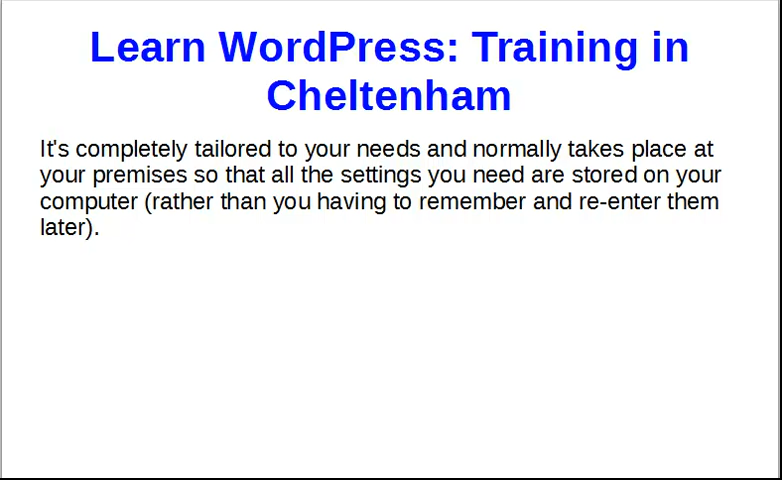 Learn WordPress: Training in
Cheltenham
It's completely tailored to your needs and normally takes place at
your premises so that all the settings you need are stored on your
computer (rather than you having to remember and re-enter them
later).